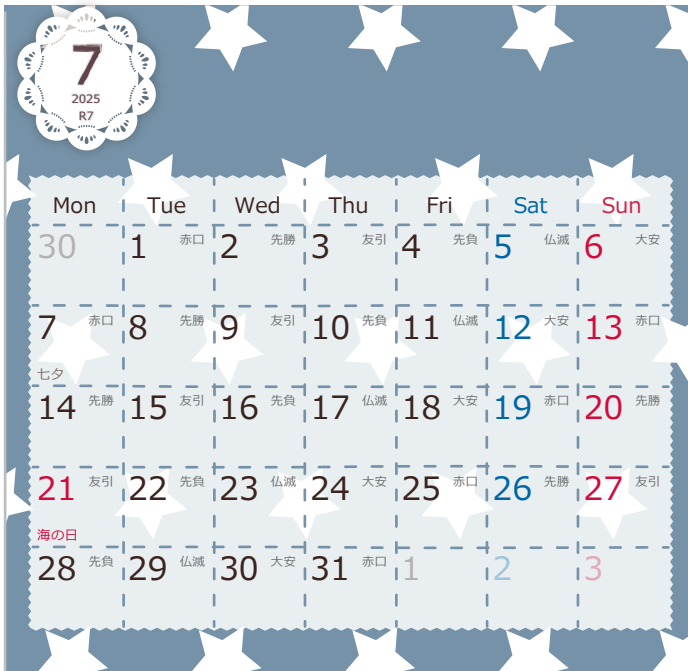 7
2025
R7
Mon Tue Wed Thu Fri Sat Sun
30 1 赤口 2 先勝 3 友引 4 先負 5 仏滅 6 大安
7 赤口 8 先勝 9 友引 10 先負 11 仏滅 12 大安 13 赤口
七夕
14 先勝 15 友引 16 先負 17 仏滅 18 大安 19 赤口 20 先勝
21 友引 22 先負 23 仏滅 24 大安 25 赤口 26 先勝 27 友引
海の日
28 先負 29 仏滅 30 大安 31 赤口 1 2 3